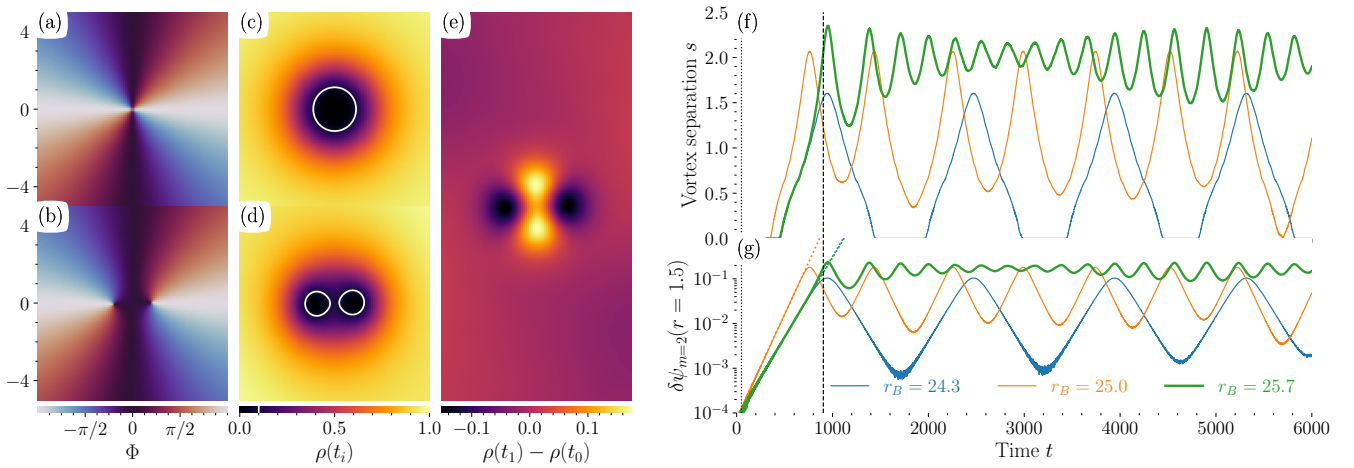 (a)
4
0
−4
(b)
4
0
−4
−π/2 0 π/2
Φ
(c)
(d)
0.0 0.5 1.0
ρ(t_i)
(e)
−0.1 0.0 0.1
ρ(t₁) − ρ(t₀)
(f)
Vortex separation s
2.5
2.0
1.5
1.0
0.5
0.0
(g)
δψ_{m=2}(r = 1.5)
10⁻¹
10⁻²
10⁻³
10⁻⁴
r_B = 24.3 r_B = 25.0 r_B = 25.7
0 1000 2000 3000 4000 5000 6000
Time t